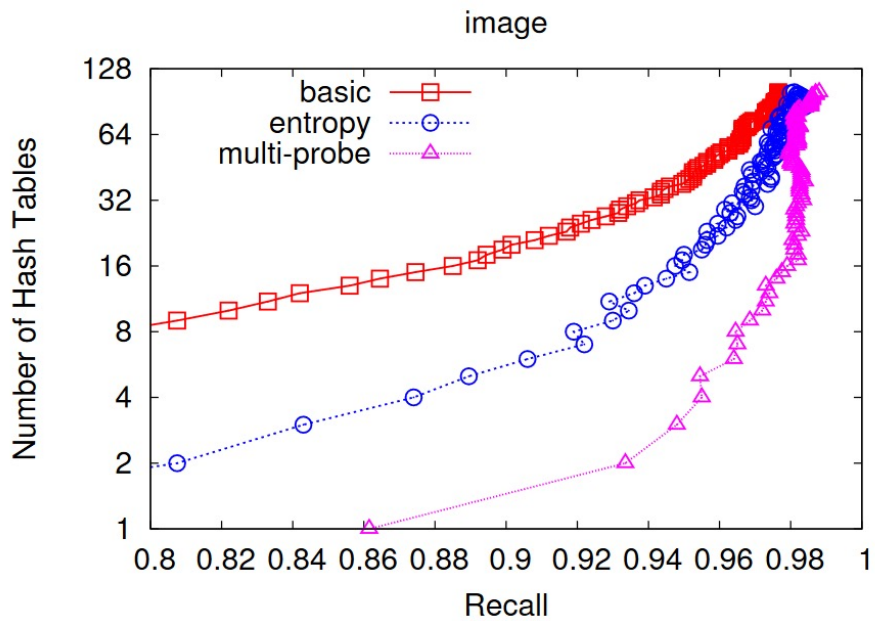 image
128
64
32
16
8
4
2
1
Number of Hash Tables
basic
entropy
multi-probe
0.8 0.82 0.84 0.86 0.88 0.9 0.92 0.94 0.96 0.98 1
Recall